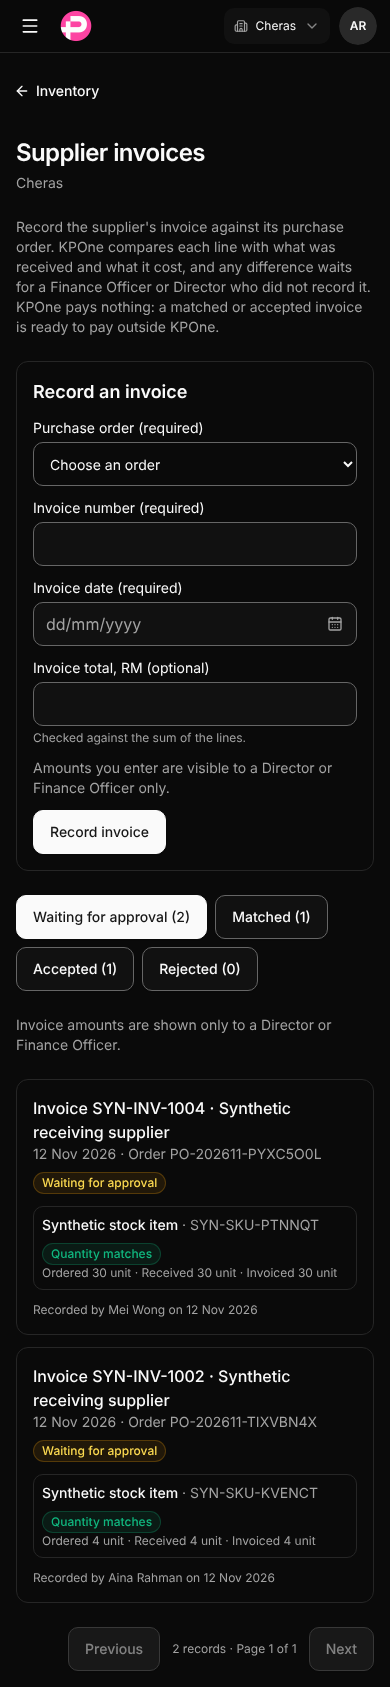 Cheras
AR
Inventory
Supplier invoices
Cheras
Record the supplier's invoice against its purchase
order. KPOne compares each line with what was
received and what it cost, and any difference waits
for a Finance Officer or Director who did not record it.
KPOne pays nothing: a matched or accepted invoice
is ready to pay outside KPOne.
Record an invoice
Purchase order (required)
Choose an order
Invoice number (required)
Invoice date (required)
dd/mm/yyyy
Invoice total, RM (optional)
Checked against the sum of the lines.
Amounts you enter are visible to a Director or
Finance Officer only.
Record invoice
Waiting for approval (2)
Matched (1)
Accepted (1)
Rejected (0)
Invoice amounts are shown only to a Director or
Finance Officer.
Invoice SYN-INV-1004 · Synthetic
receiving supplier
12 Nov 2026 · Order PO-202611-PYXC5O0L
Waiting for approval
Synthetic stock item · SYN-SKU-PTNNQT
Quantity matches
Ordered 30 unit · Received 30 unit · Invoiced 30 unit
Recorded by Mei Wong on 12 Nov 2026
Invoice SYN-INV-1002 · Synthetic
receiving supplier
12 Nov 2026 · Order PO-202611-TIXVBN4X
Waiting for approval
Synthetic stock item · SYN-SKU-KVENCT
Quantity matches
Ordered 4 unit · Received 4 unit · Invoiced 4 unit
Recorded by Aina Rahman on 12 Nov 2026
Previous
2 records · Page 1 of 1
Next